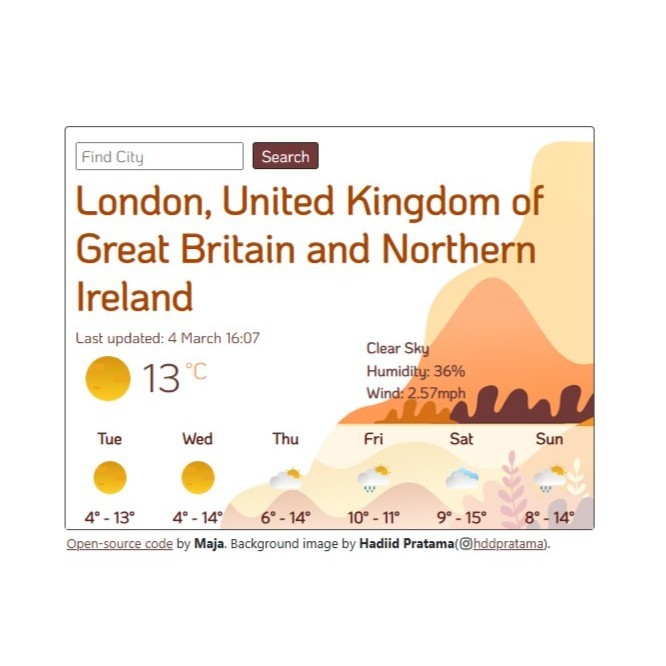 Find City Search
London, United Kingdom of
Great Britain and Northern
Ireland
Last updated: 4 March 16:07
13 °C
Clear Sky
Humidity: 36%
Wind: 2.57mph
Tue Wed Thu Fri Sat Sun
4° - 13° 4° - 14° 6° - 14° 10° - 11° 9° - 15° 8° - 14°
Open-source code by Maja. Background image by Hadiid Pratama(hddpratama).